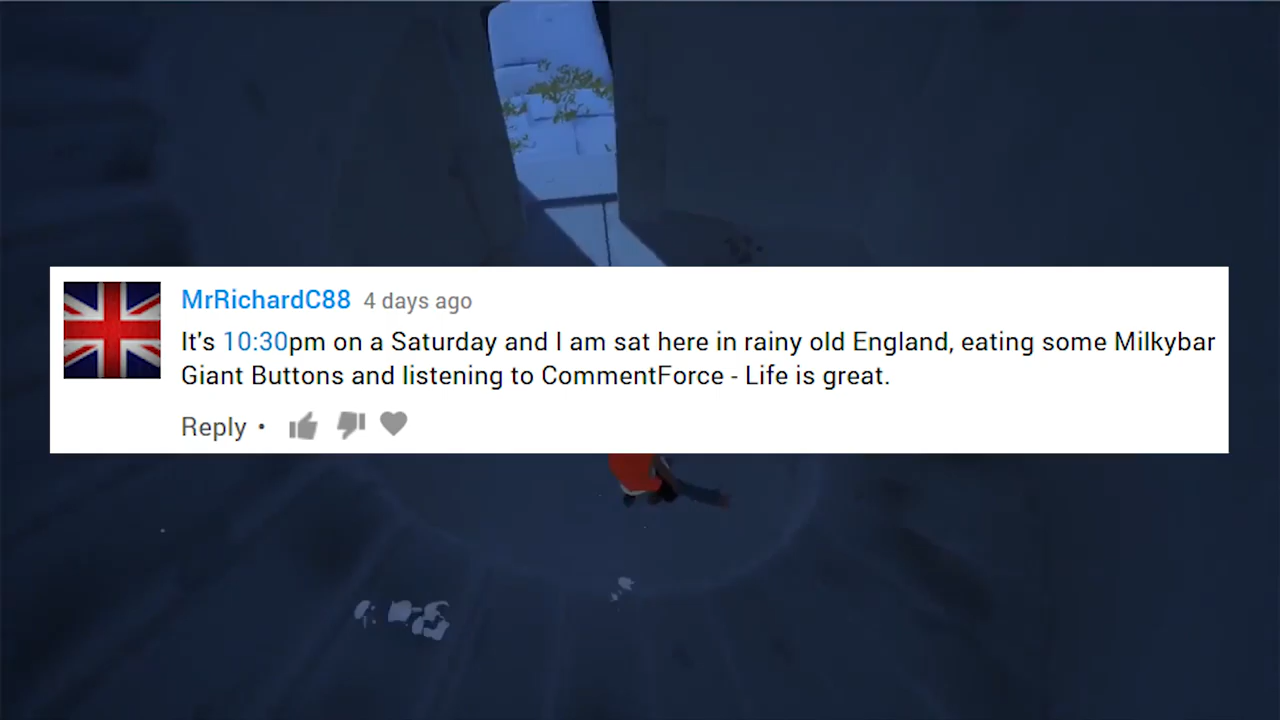 MrRichardC88 4 days ago
It's 10:30pm on a Saturday and I am sat here in rainy old England, eating some Milkybar
Giant Buttons and listening to CommentForce - Life is great.
Reply •